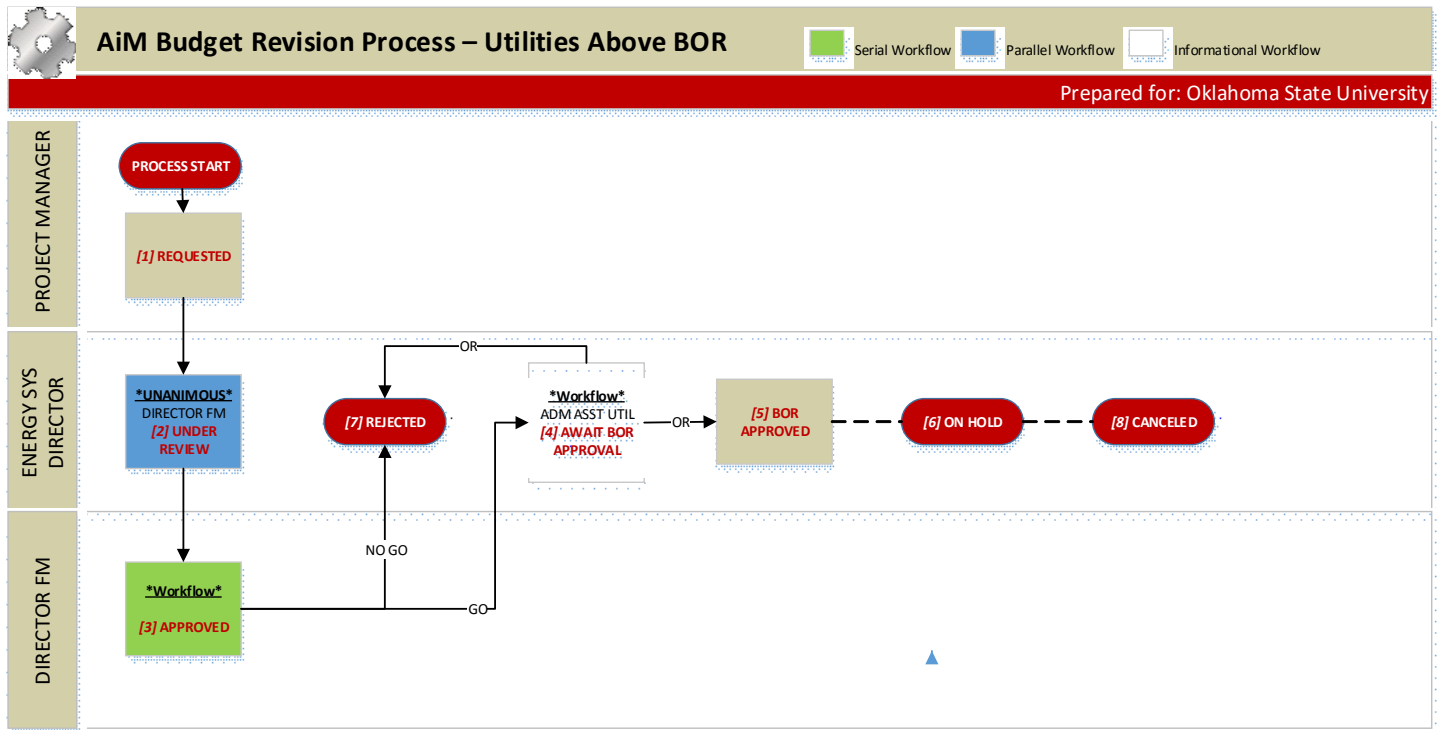 AiM Budget Revision Process – Utilities Above BOR
Serial Workflow
Parallel Workflow
Informational Workflow
Prepared for: Oklahoma State University
PROJECT MANAGER
PROCESS START
[1] REQUESTED
ENERGY SYS
DIRECTOR
*UNANIMOUS*
DIRECTOR FM
[2] UNDER
REVIEW
OR
[7] REJECTED
*Workflow*
ADM ASST UTIL
[4] AWAIT BOR
APPROVAL
OR
[5] BOR
APPROVED
[6] ON HOLD
[8] CANCELED
DIRECTOR FM
*Workflow*
[3] APPROVED
NO GO
GO